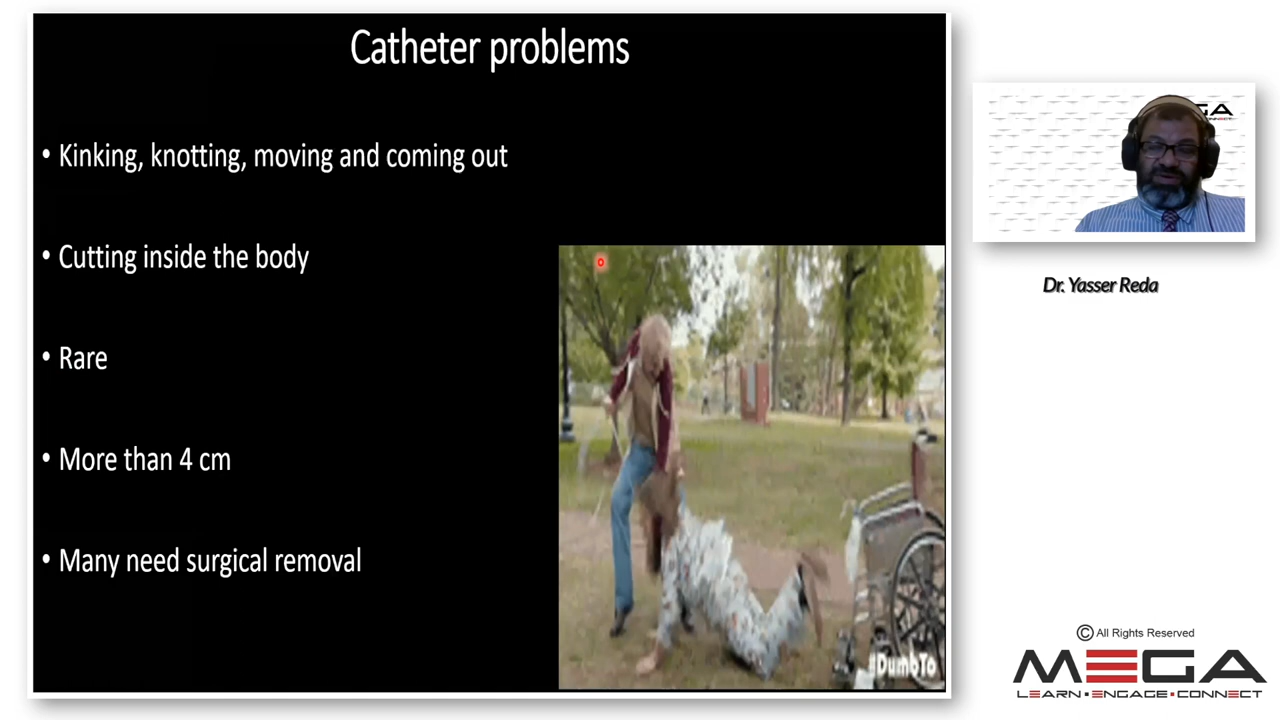 Catheter problems
• Kinking, knotting, moving and coming out
• Cutting inside the body
• Rare
• More than 4 cm
• Many need surgical removal
#DumbTo
GA
Dr. Yasser Reda
© All Rights Reserved
MEGA
LEARN • ENGAGE • CONNECT